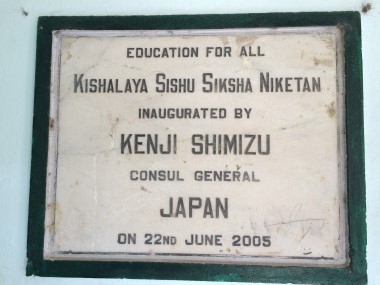 EDUCATION FOR ALL
KISHALAYA SISHU SIKSHA NIKETAN
INAUGURATED BY
KENJI SHIMIZU
CONSUL GENERAL
JAPAN
ON 22ND JUNE 2005